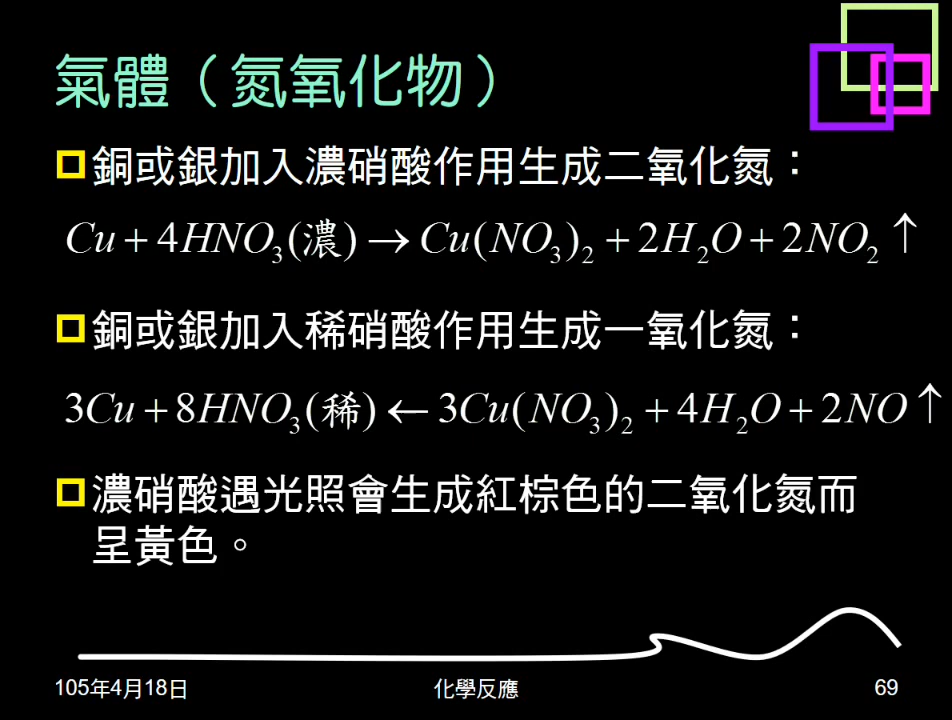 氣體（氮氧化物）
銅或銀加入濃硝酸作用生成二氧化氮：
Cu + 4HNO₃(濃) → Cu(NO₃)₂ + 2H₂O + 2NO₂ ↑
銅或銀加入稀硝酸作用生成一氧化氮：
3Cu + 8HNO₃(稀) ← 3Cu(NO₃)₂ + 4H₂O + 2NO ↑
濃硝酸遇光照會生成紅棕色的二氧化氮而
呈黃色。
105年4月18日 化學反應 69